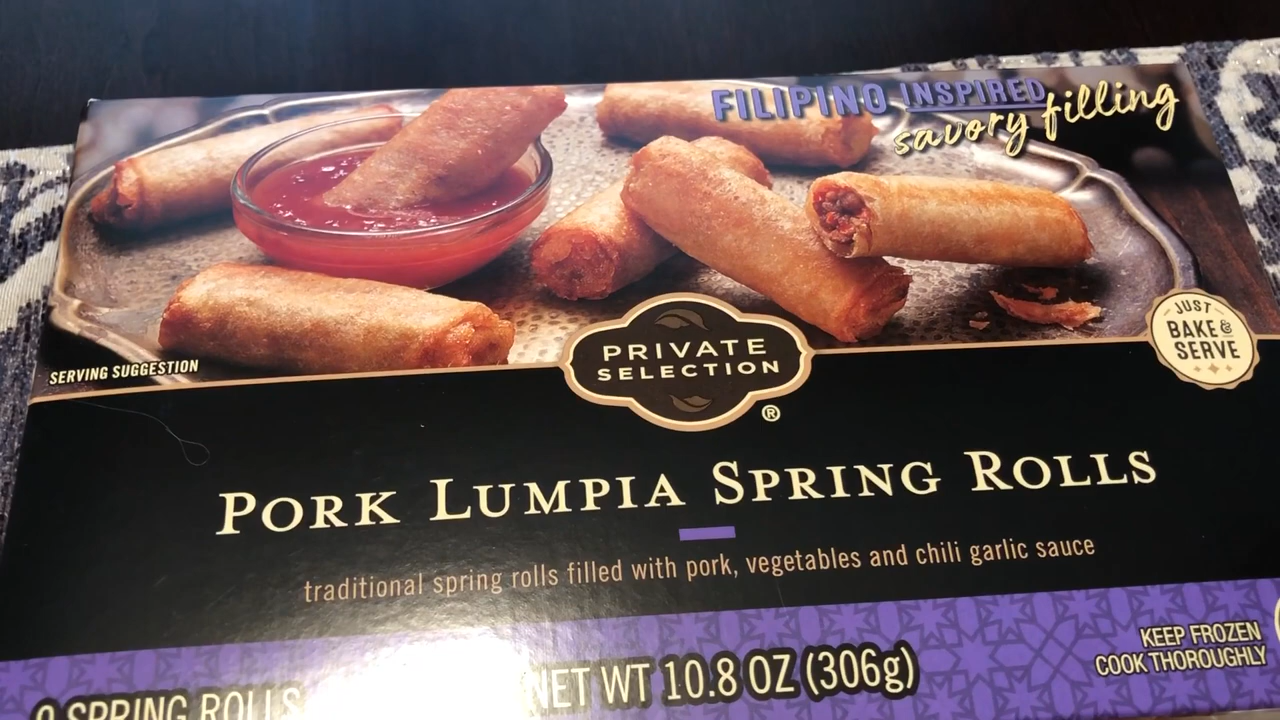 FILIPINO INSPIRED
savory filling
JUST
BAKE &
SERVE
SERVING SUGGESTION
PRIVATE
SELECTION
®
PORK LUMPIA SPRING ROLLS
traditional spring rolls filled with pork, vegetables and chili garlic sauce
KEEP FROZEN
COOK THOROUGHLY
SPRING ROLLS
NET WT 10.8 OZ (306g)